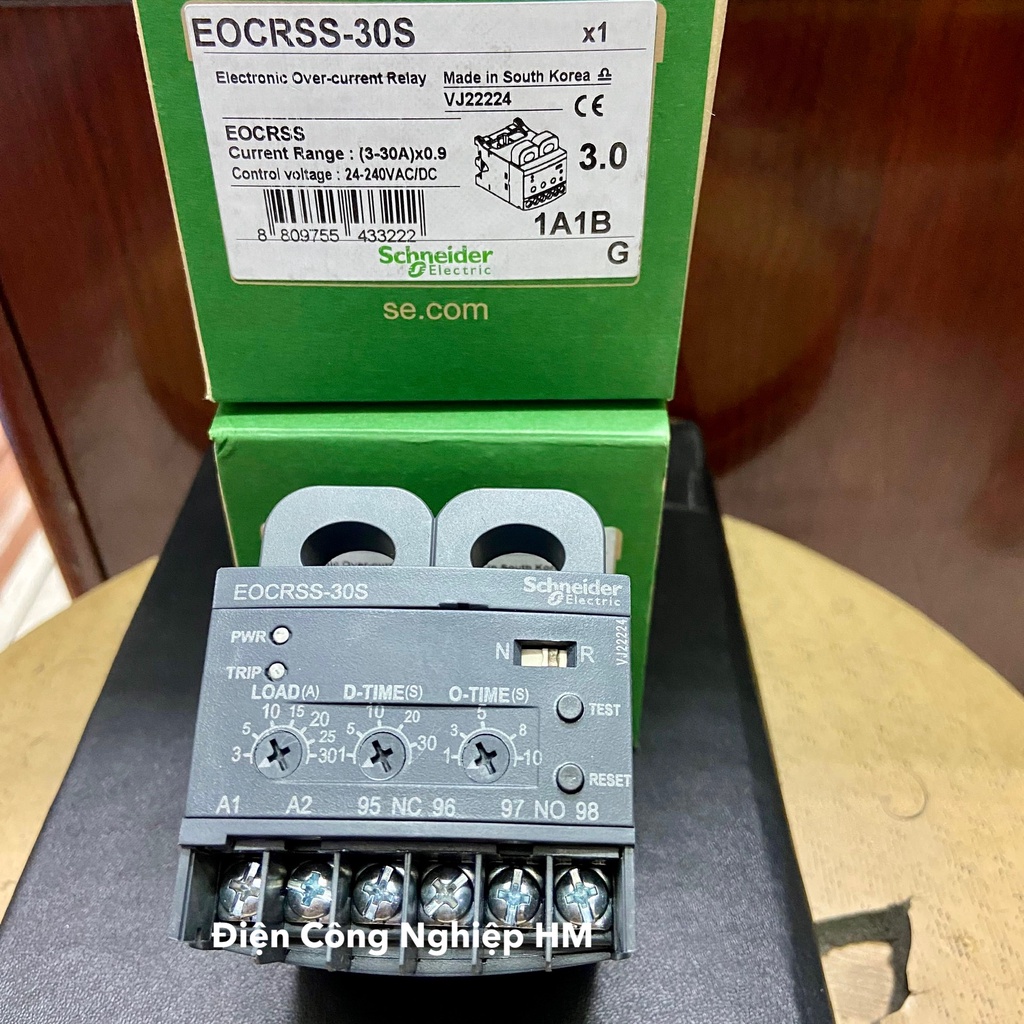 EOCRSS-30S x1
Electronic Over-current Relay Made in South Korea
VJ22224 CE
EOCRSS
Current Range : (3-30A)x0.9 3.0
Control voltage : 24-240VAC/DC
8 809755 433222 1A1B
Schneider Electric G
se.com
EOCRSS-30S Schneider Electric
PWR N R VJ22224
TRIP
LOAD(A) D-TIME(S) O-TIME(S)
3 5 10 15 20 25 30
1 5 10 20 30
1 3 5 8 10
TEST
RESET
A1 A2 95 NC 96 97 NO 98
Điện Công Nghiệp HM